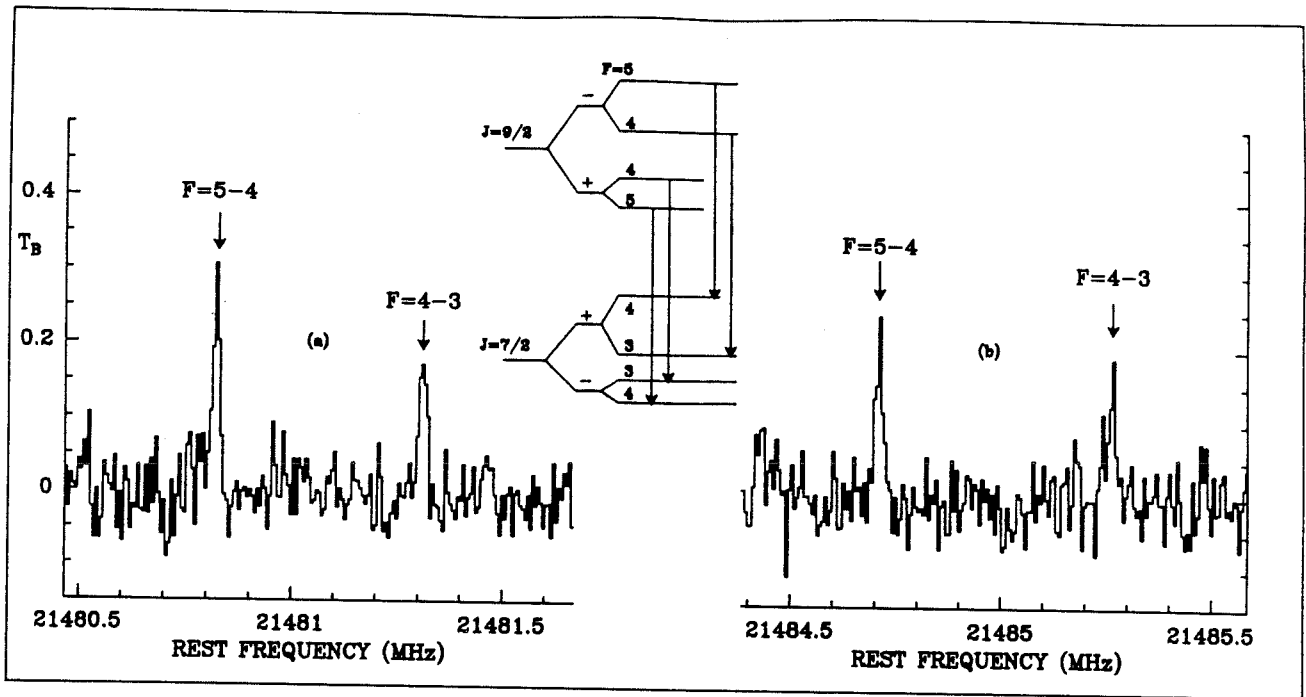 F=5
−
4
J=9/2
+
4
5
+
4
3
J=7/2
−
3
4
F=5−4
F=4−3
(a)
T_B
0.4
0.2
0
21480.5
21481
21481.5
REST FREQUENCY (MHz)
F=5−4
F=4−3
(b)
21484.5
21485
21485.5
REST FREQUENCY (MHz)